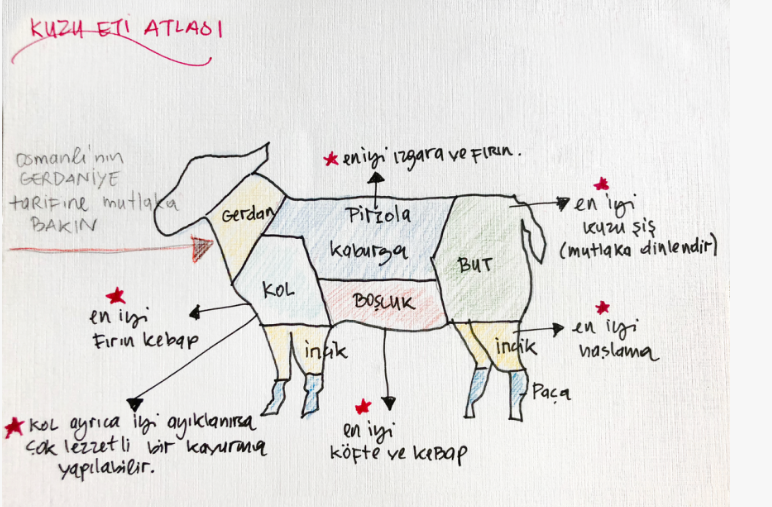 KUZU ETİ ATLASI
Osmanlı'nın
GERDANİYE
tarifine mutlaka
BAKIN
en iyi ızgara ve FIRIN.
en iyi
kuzu şiş
(mutlaka dinlendir)
Gerdan
Pirzola
kaburga
BUT
KOL
BOŞLUK
en iyi
Fırın kebap
incik
incik
en iyi
haşlama
Paça
KOL ayrıca iyi ayıklanırsa
çok lezzetli bir kavurma
yapılabilir.
en iyi
köfte ve KEBAP